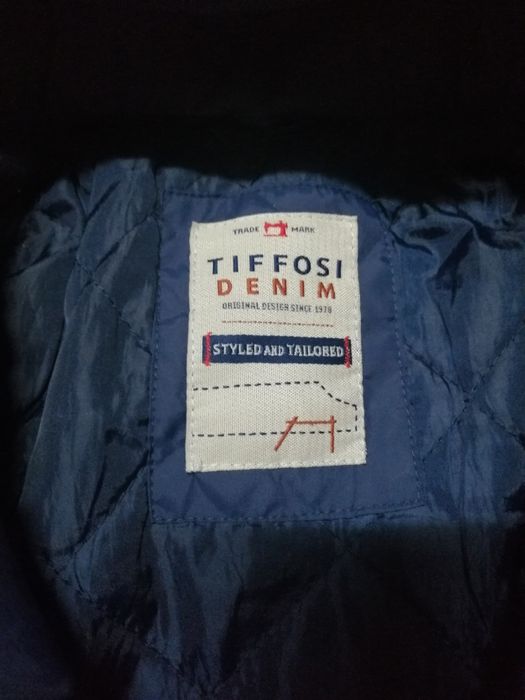 TRADE MARK
TIFFOSI
DENIM
ORIGINAL DESIGN SINCE 1978
STYLED AND TAILORED